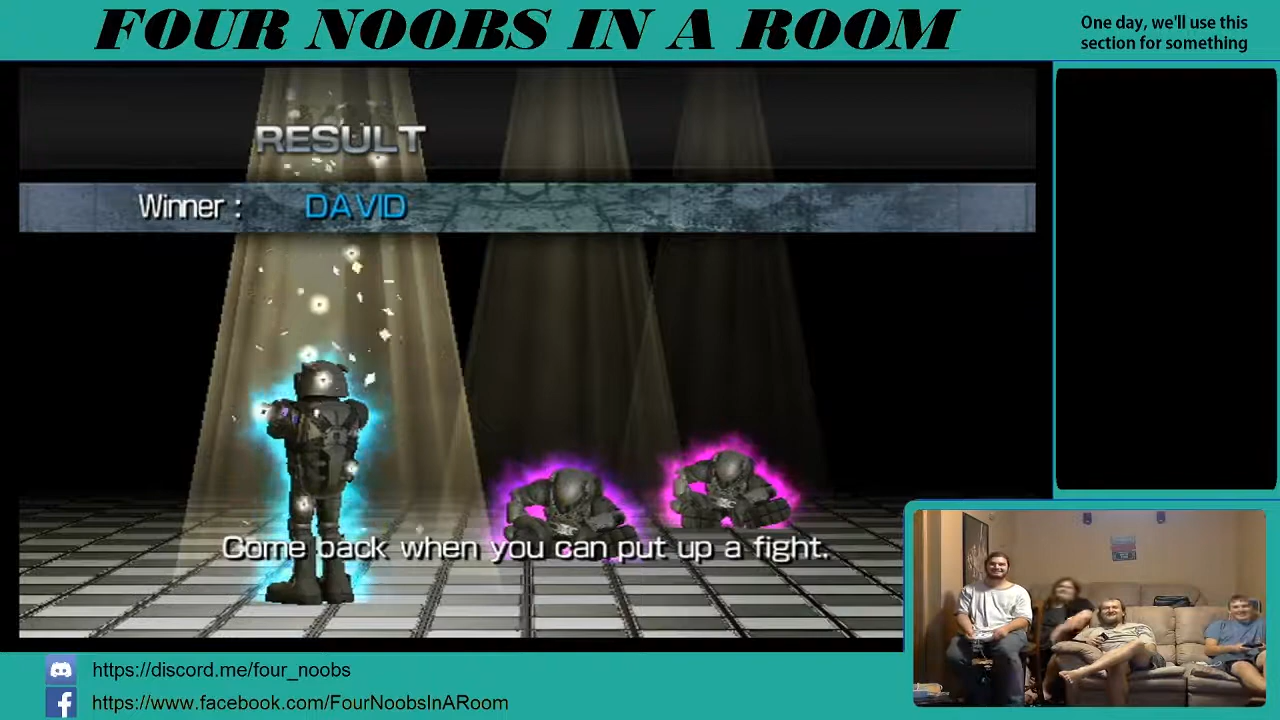 FOUR NOOBS IN A ROOM
One day, we'll use this
section for something
RESULT
Winner : DAVID
Come back when you can put up a fight.
https://discord.me/four_noobs
https://www.facebook.com/FourNoobsInARoom